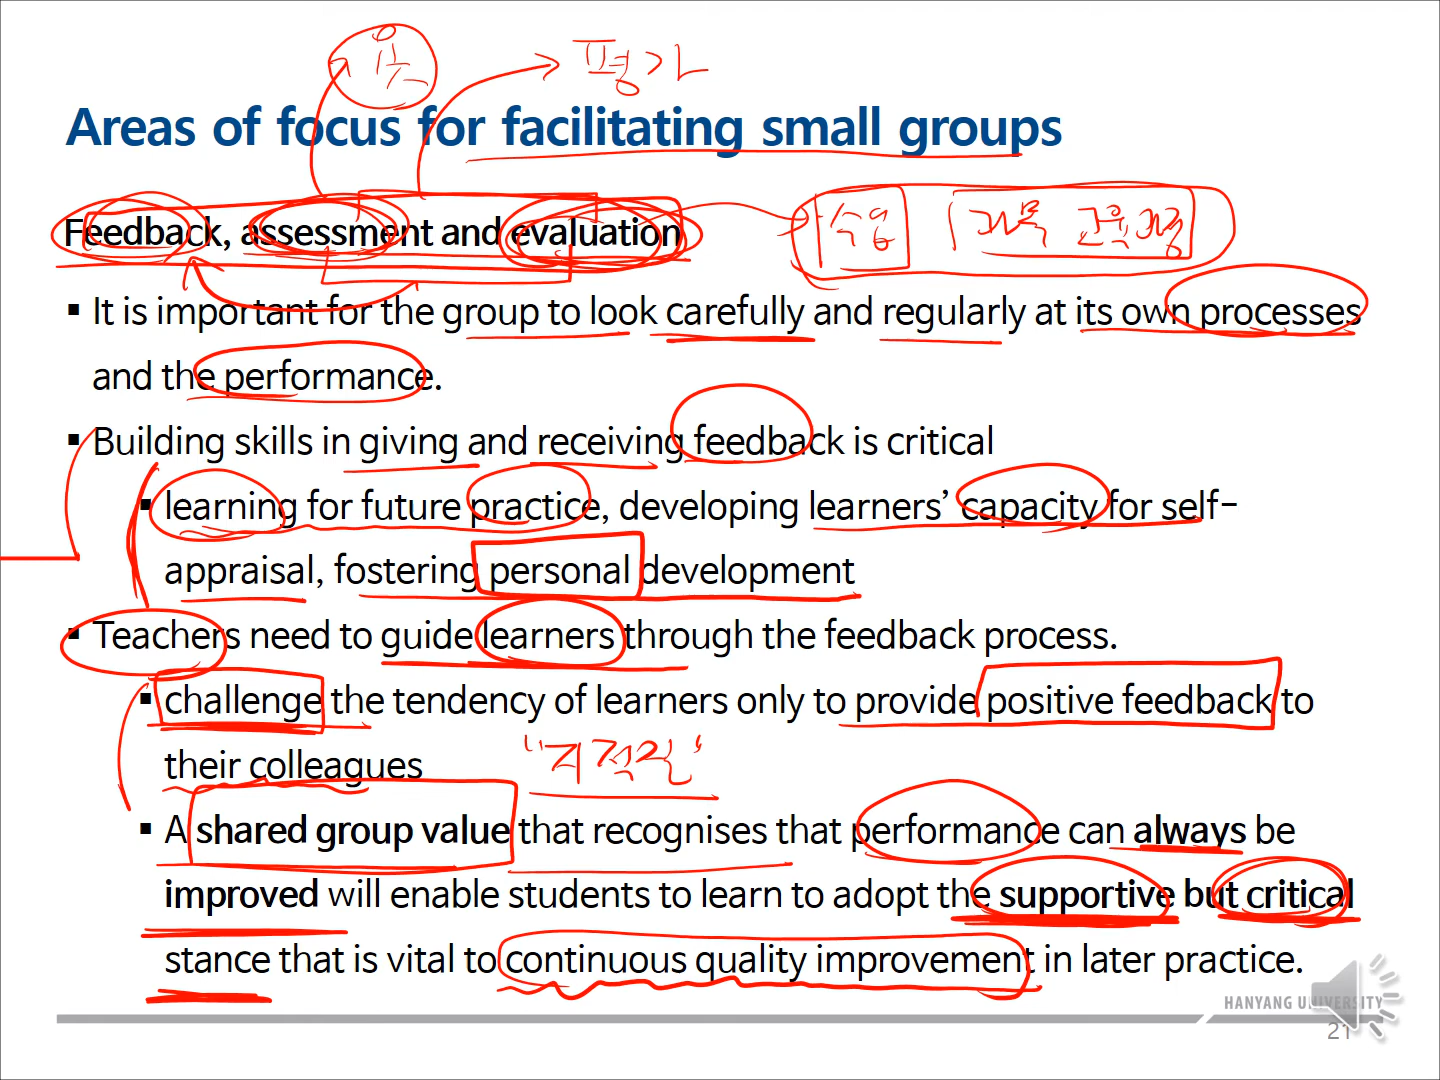 평가
Areas of focus for facilitating small groups
Feedback, assessment and evaluation
수업
교육과정
▪ It is important for the group to look carefully and regularly at its own processes
and the performance.
▪ Building skills in giving and receiving feedback is critical
▪ learning for future practice, developing learners’ capacity for self-
appraisal, fostering personal development
▪ Teachers need to guide learners through the feedback process.
▪ challenge the tendency of learners only to provide positive feedback to
their colleagues
"지적질"
▪ A shared group value that recognises that performance can always be
improved will enable students to learn to adopt the supportive but critical
stance that is vital to continuous quality improvement in later practice.
HANYANG UNIVERSITY
21